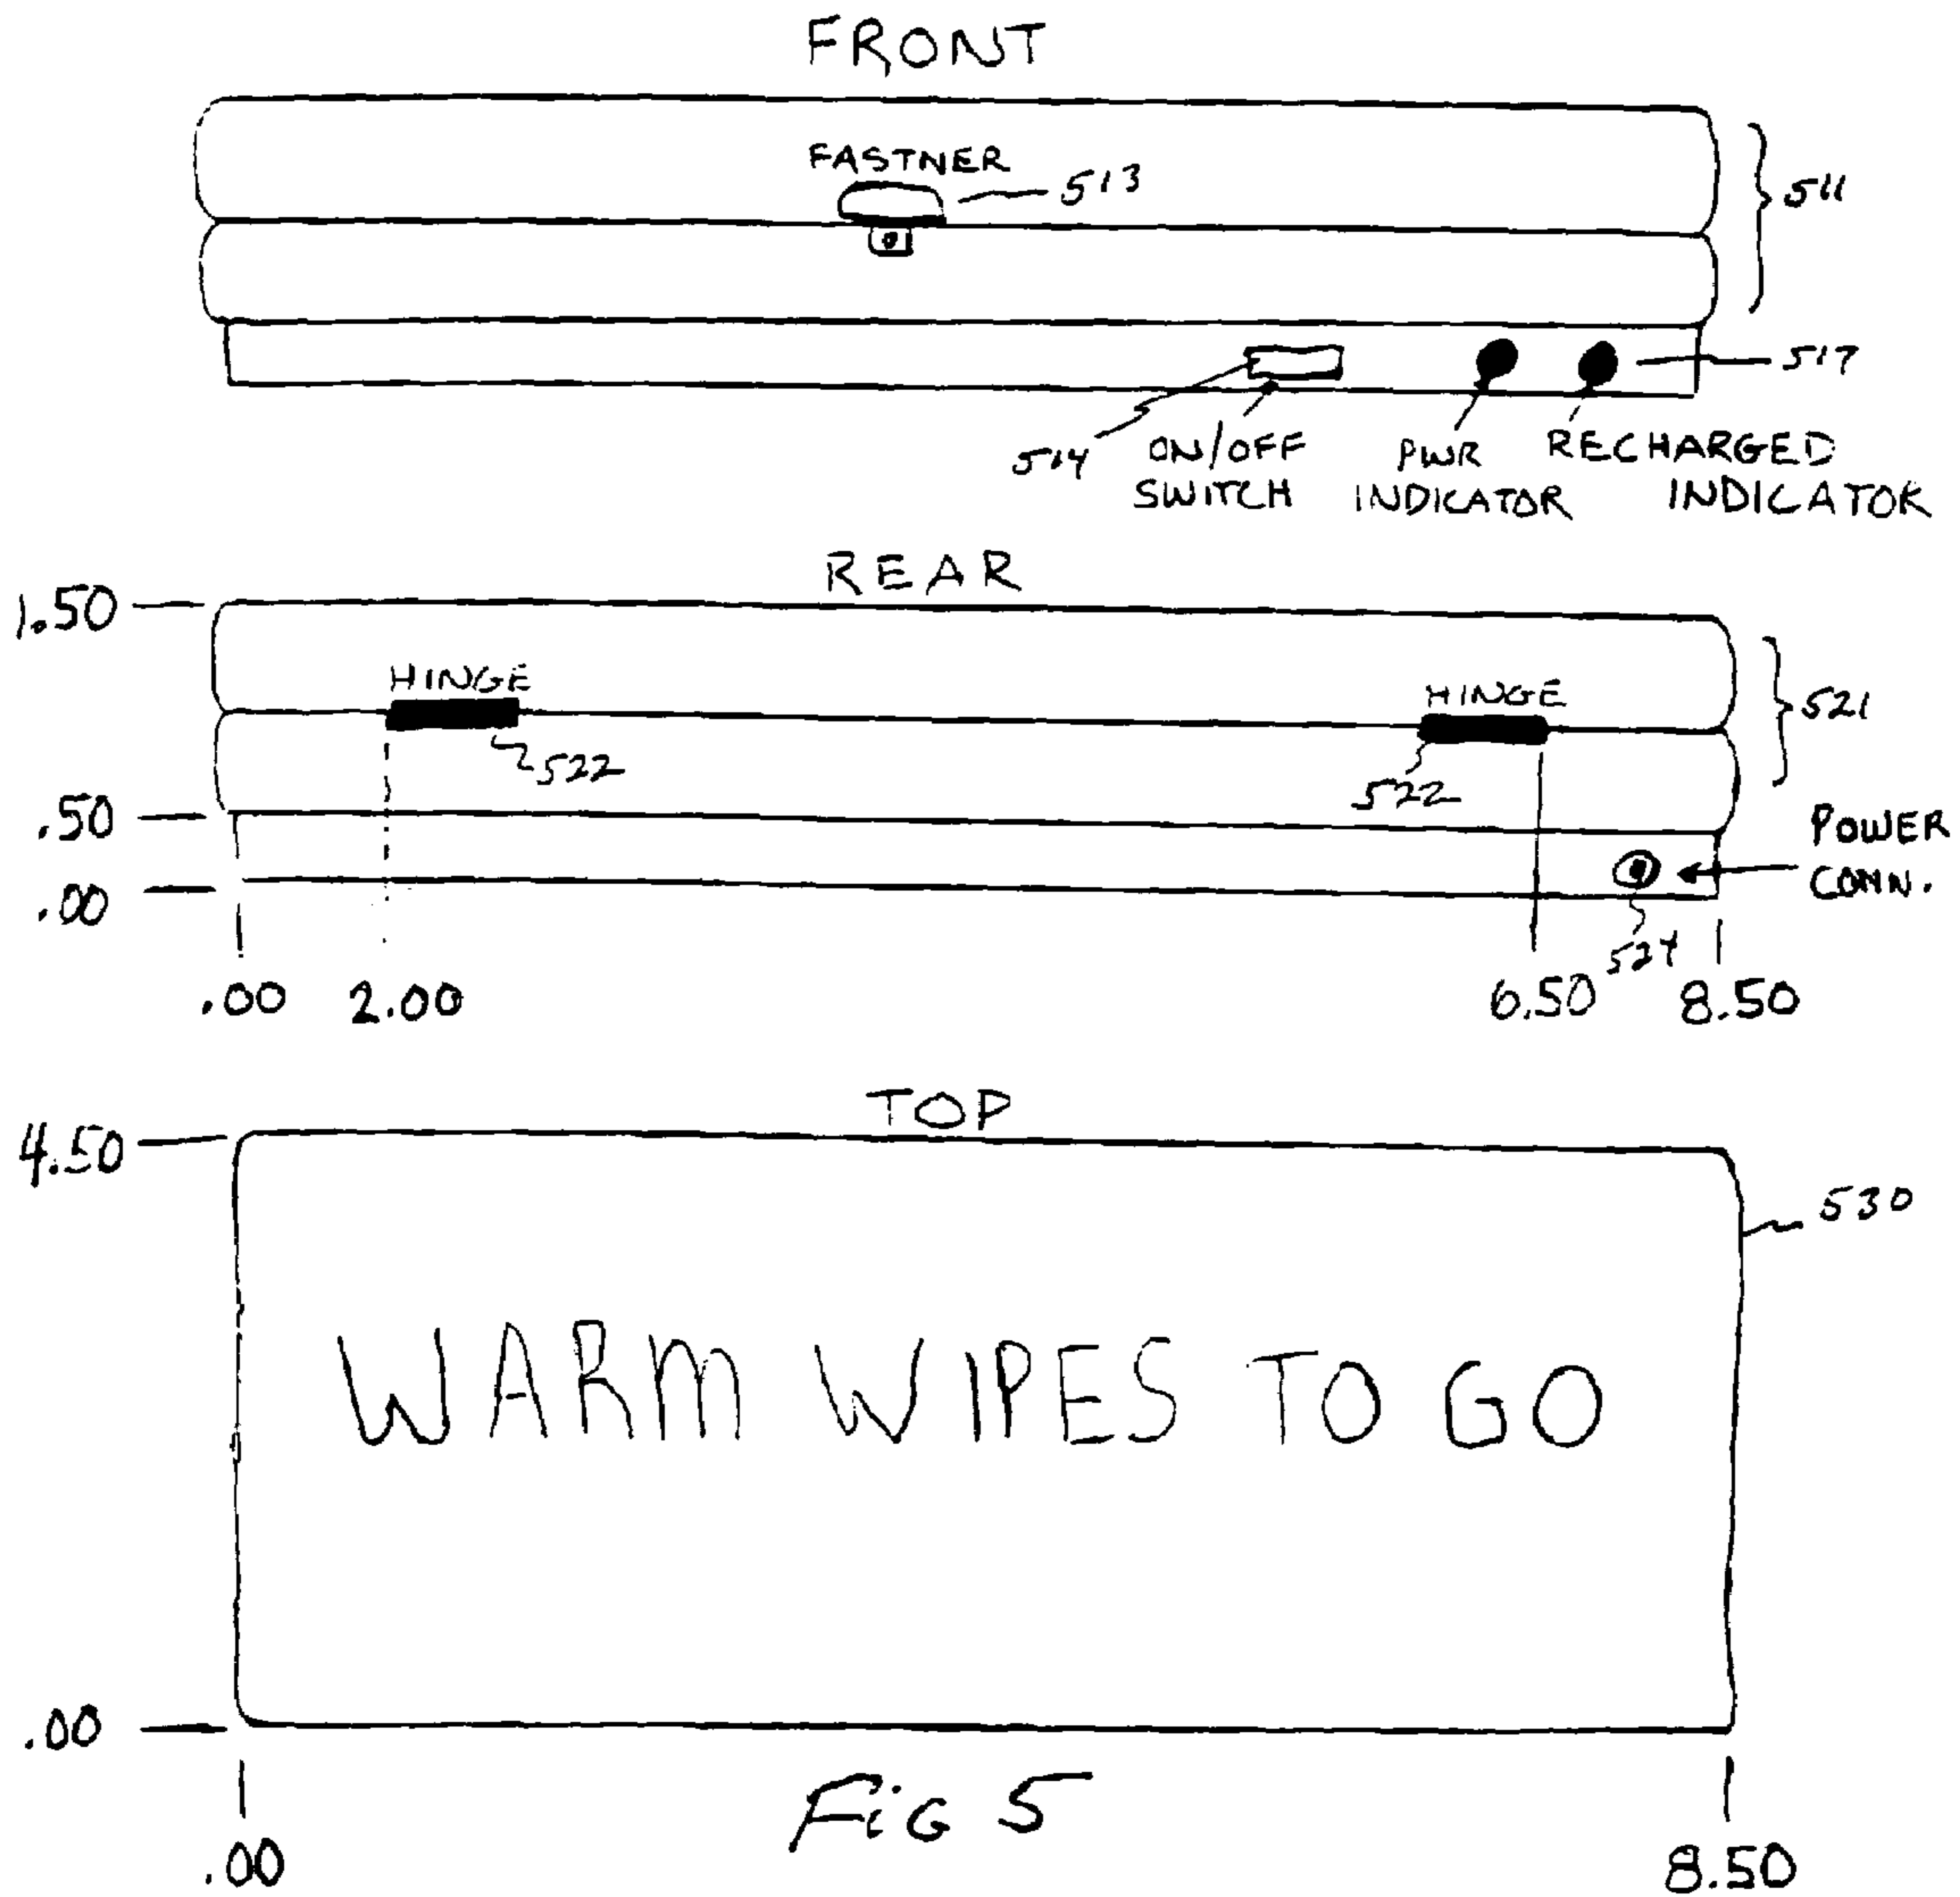 FRONT
FASTNER
513
511
517
514
ON/OFF
SWITCH
PWR
INDICATOR
RECHARGED
INDICATOR
REAR
1.50
HINGE
HINGE
521
522
522
.50
POWER
CONN.
.00
524
.00
2.00
6.50
8.50
TOP
4.50
530
WARM WIPES TO GO
.00
FiG 5
.00
8.50